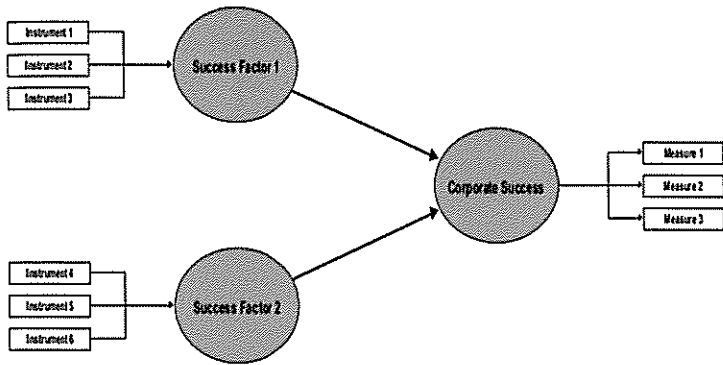 Instrument 1
Instrument 2
Instrument 3
Success Factor 1
Corporate Success
Measure 1
Measure 2
Measure 3
Instrument 4
Instrument 5
Instrument 6
Success Factor 2